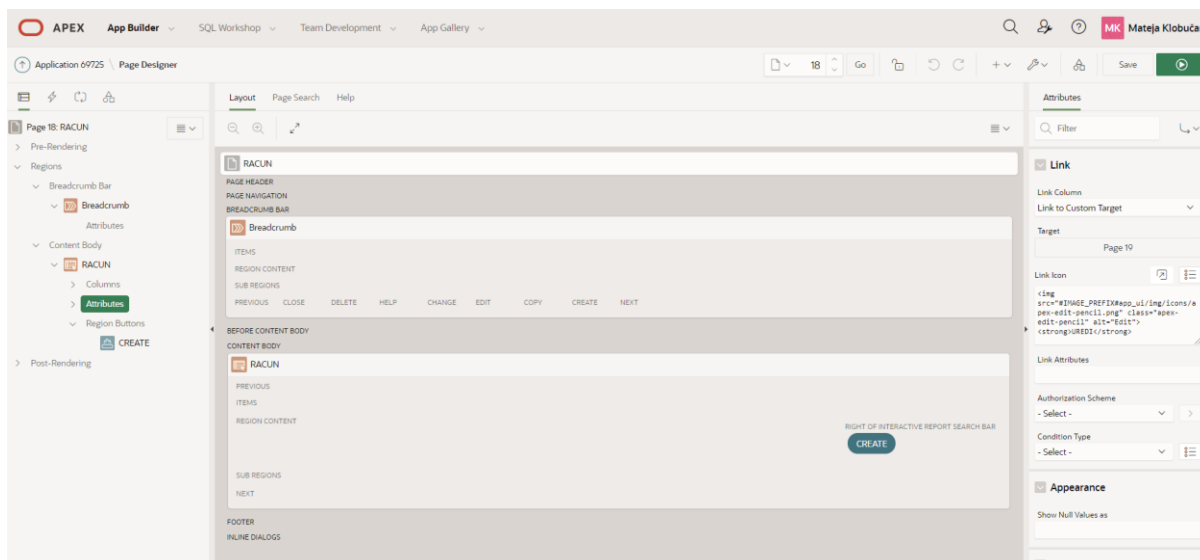 APEX App Builder SQL Workshop Team Development App Gallery MK Mateja Klobuča
Application 69725 \ Page Designer 18 Go Save
Layout Page Search Help
Attributes
Page 18: RACUN
Filter
Pre-Rendering
Regions
Breadcrumb Bar
Breadcrumb
Attributes
Content Body
RACUN
Columns
Attributes
Region Buttons
CREATE
Post-Rendering
RACUN
PAGE HEADER
PAGE NAVIGATION
BREADCRUMB BAR
Breadcrumb
ITEMS
REGION CONTENT
SUB REGIONS
PREVIOUS CLOSE DELETE HELP CHANGE EDIT COPY CREATE NEXT
BEFORE CONTENT BODY
CONTENT BODY
RACUN
PREVIOUS
ITEMS
REGION CONTENT
RIGHT OF INTERACTIVE REPORT SEARCH BAR
CREATE
SUB REGIONS
NEXT
FOOTER
INLINE DIALOGS
Link
Link Column
Link to Custom Target
Target
Page 19
Link Icon
<img
src="#IMAGE_PREFIX#app_ui/img/icons/a
pex-edit-pencil.png" class="apex-
edit-pencil" alt="Edit">
<strong>UREDI</strong>
Link Attributes
Authorization Scheme
- Select -
Condition Type
- Select -
Appearance
Show Null Values as